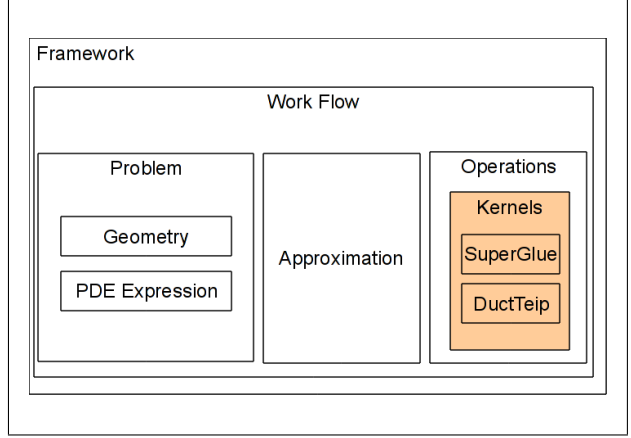 Framework
Work Flow
Problem
Geometry
PDE Expression
Approximation
Operations
Kernels
SuperGlue
DuctTeip